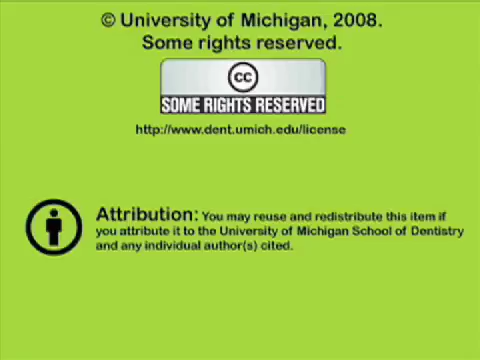 © University of Michigan, 2008.
Some rights reserved.
cc
SOME RIGHTS RESERVED
http://www.dent.umich.edu/license
Attribution: You may reuse and redistribute this item if
you attribute it to the University of Michigan School of Dentistry
and any individual author(s) cited.